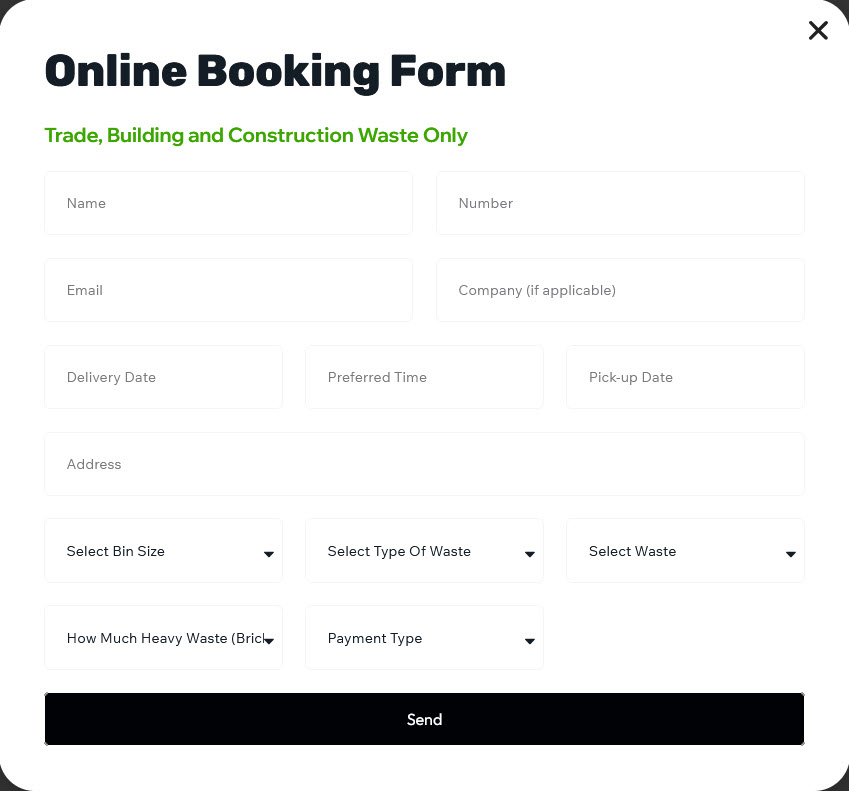 Online Booking Form
Trade, Building and Construction Waste Only
Name
Number
Email
Company (if applicable)
Delivery Date
Preferred Time
Pick-up Date
Address
Select Bin Size
Select Type Of Waste
Select Waste
How Much Heavy Waste (Bric
Payment Type
Send